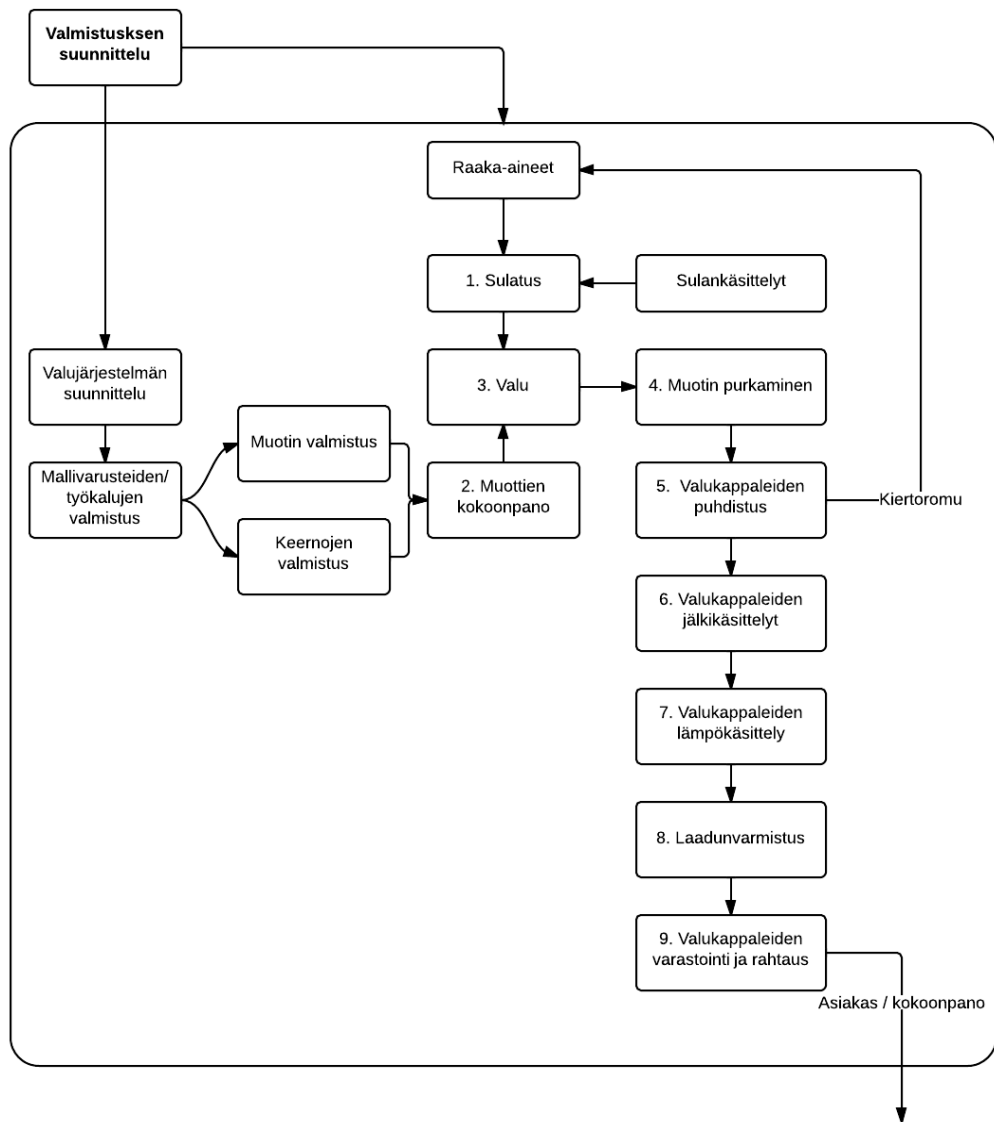 Valmistusksen
suunnittelu
Raaka-aineet
1. Sulatus
Sulankäsittelyt
Valujärjestelmän
suunnittelu
3. Valu
4. Muotin purkaminen
Muotin valmistus
Mallivarusteiden/
työkalujen
valmistus
2. Muottien
kokoonpano
5. Valukappaleiden
puhdistus
Kiertoromu
Keernojen
valmistus
6. Valukappaleiden
jälkikäsittelyt
7. Valukappaleiden
lämpökäsittely
8. Laadunvarmistus
9. Valukappaleiden
varastointi ja rahtaus
Asiakas / kokoonpano